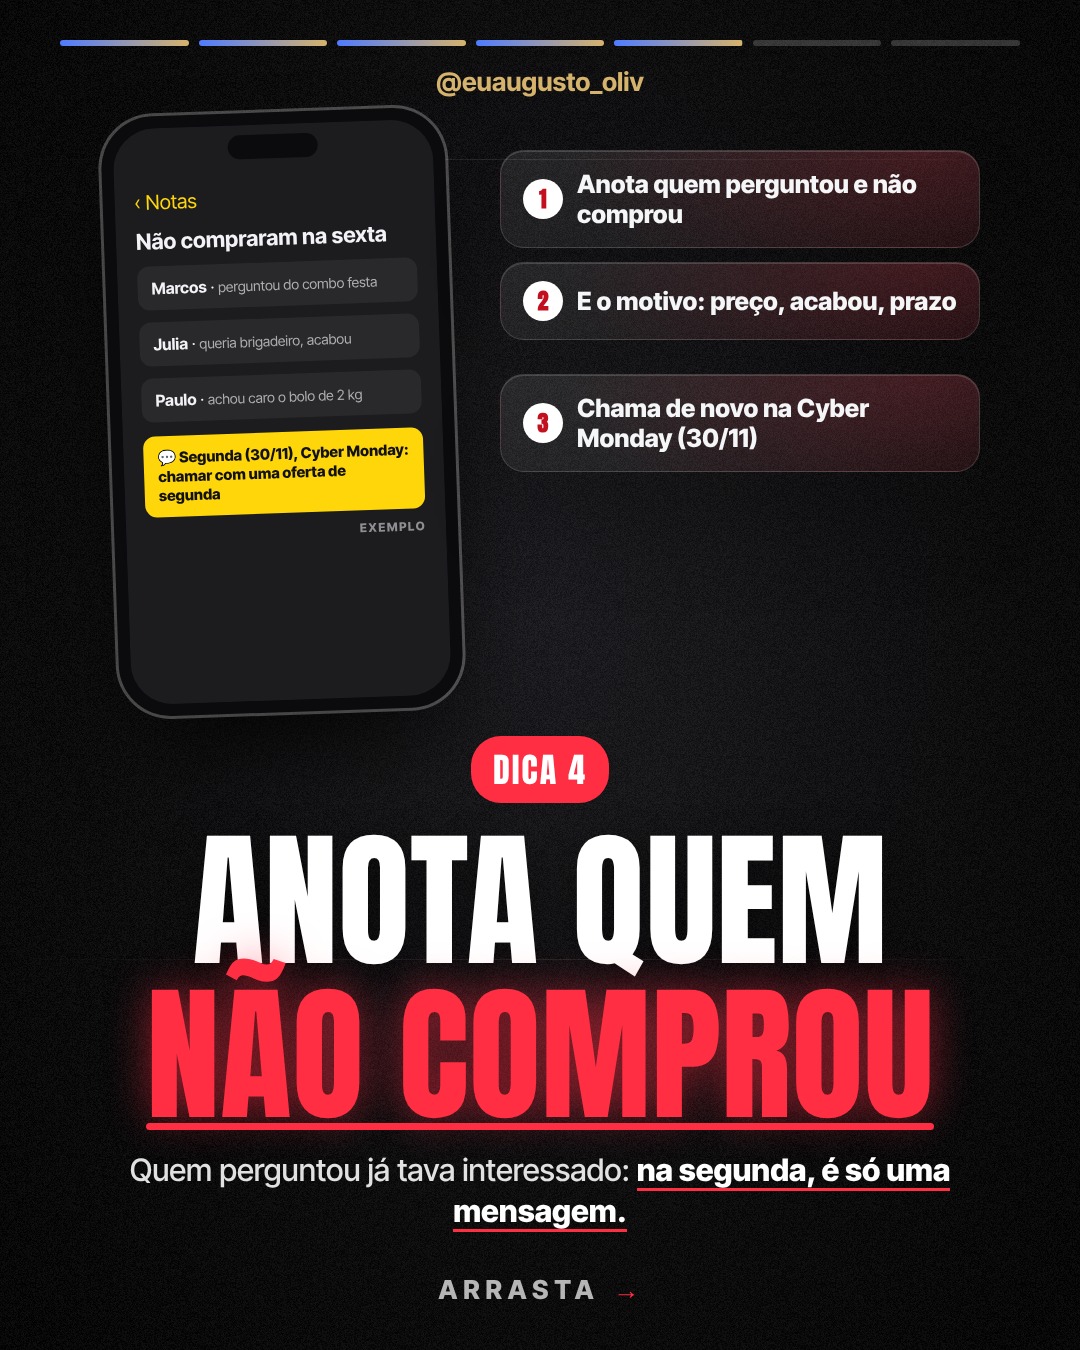 @euaugusto_oliv
‹ Notas
Não compraram na sexta
Marcos · perguntou do combo festa
Julia · queria brigadeiro, acabou
Paulo · achou caro o bolo de 2 kg
💬 Segunda (30/11), Cyber Monday:
chamar com uma oferta de
segunda
EXEMPLO
1 Anota quem perguntou e não
comprou
2 E o motivo: preço, acabou, prazo
3 Chama de novo na Cyber
Monday (30/11)
DICA 4
ANOTA QUEM
NÃO COMPROU
Quem perguntou já tava interessado: na segunda, é só uma
mensagem.
ARRASTA →